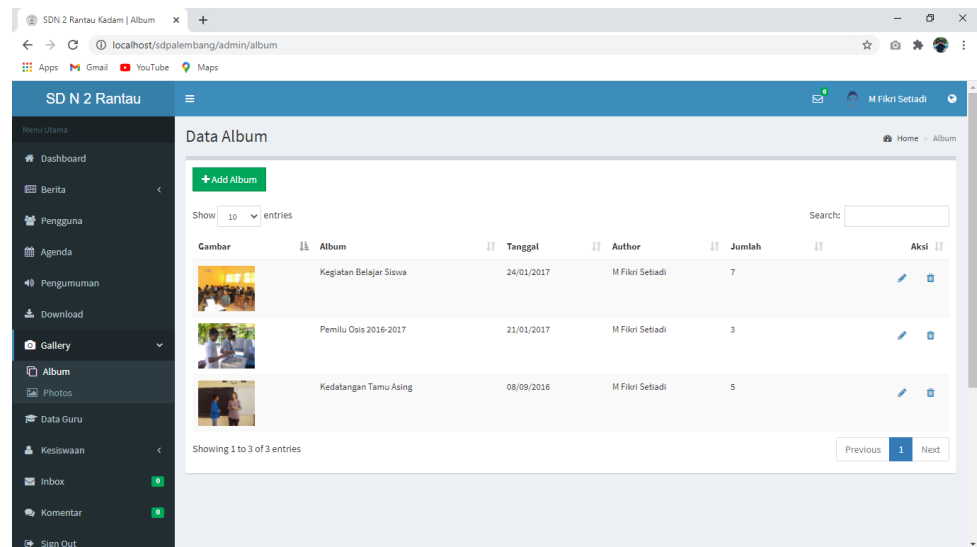 SDN 2 Rantau Kadam | Album
localhost/sdpalembang/admin/album
Apps Gmail YouTube Maps
SD N 2 Rantau
0
M Fikri Setiadi
Menu Utama
Dashboard
Berita
Pengguna
Agenda
Pengumuman
Download
Gallery
Album
Photos
Data Guru
Kesiswaan
Inbox 0
Komentar 0
Sign Out
Data Album
Home > Album
+ Add Album
Show 10 entries
Search:
Gambar Album Tanggal Author Jumlah Aksi
Kegiatan Belajar Siswa 24/01/2017 M Fikri Setiadi 7
Pemilu Osis 2016-2017 21/01/2017 M Fikri Setiadi 3
Kedatangan Tamu Asing 08/09/2016 M Fikri Setiadi 5
Showing 1 to 3 of 3 entries
Previous 1 Next